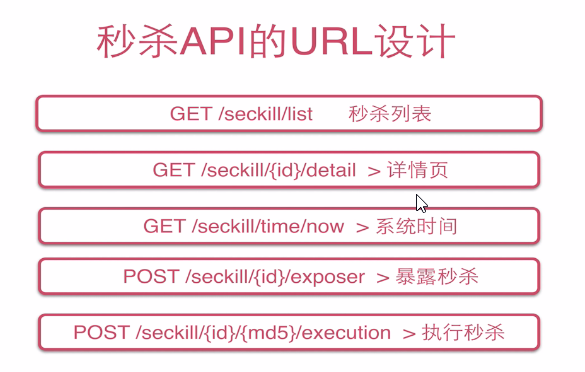 秒杀API的URL设计
GET /seckill/list 秒杀列表
GET /seckill/{id}/detail > 详情页
GET /seckill/time/now > 系统时间
POST /seckill/{id}/exposer > 暴露秒杀
POST /seckill/{id}/{md5}/execution > 执行秒杀